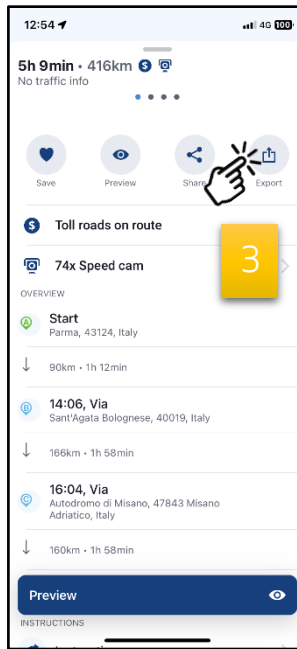 12:54 4G 100
5h 9min • 416km
No traffic info
Save Preview Share Export
Toll roads on route
74x Speed cam
3
OVERVIEW
Start
Parma, 43124, Italy
90km • 1h 12min
14:06, Via
Sant'Agata Bolognese, 40019, Italy
166km • 1h 58min
16:04, Via
Autodromo di Misano, 47843 Misano
Adriatico, Italy
160km • 1h 58min
Preview
INSTRUCTIONS